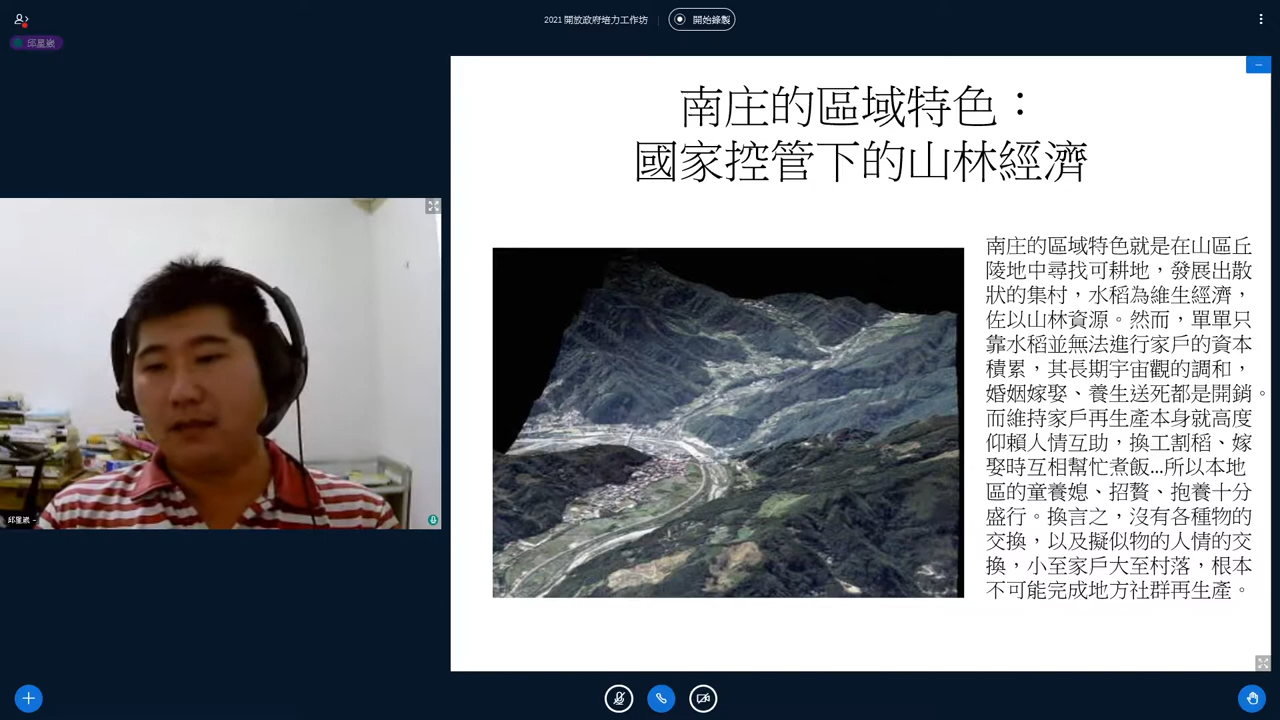 2021 開放政府培力工作坊
開始錄製
邱星崴
南庄的區域特色：
國家控管下的山林經濟
南庄的區域特色就是在山區丘
陵地中尋找可耕地，發展出散
狀的集村，水稻為維生經濟，
佐以山林資源。然而，單單只
靠水稻並無法進行家戶的資本
積累，其長期宇宙觀的調和，
婚姻嫁娶、養生送死都是開銷。
而維持家戶再生產本身就高度
仰賴人情互助，換工割稻、嫁
娶時互相幫忙煮飯...所以本地
區的童養媳、招贅、抱養十分
盛行。換言之，沒有各種物的
交換，以及擬似物的人情的交
換，小至家戶大至村落，根本
不可能完成地方社群再生產。
邱星崴